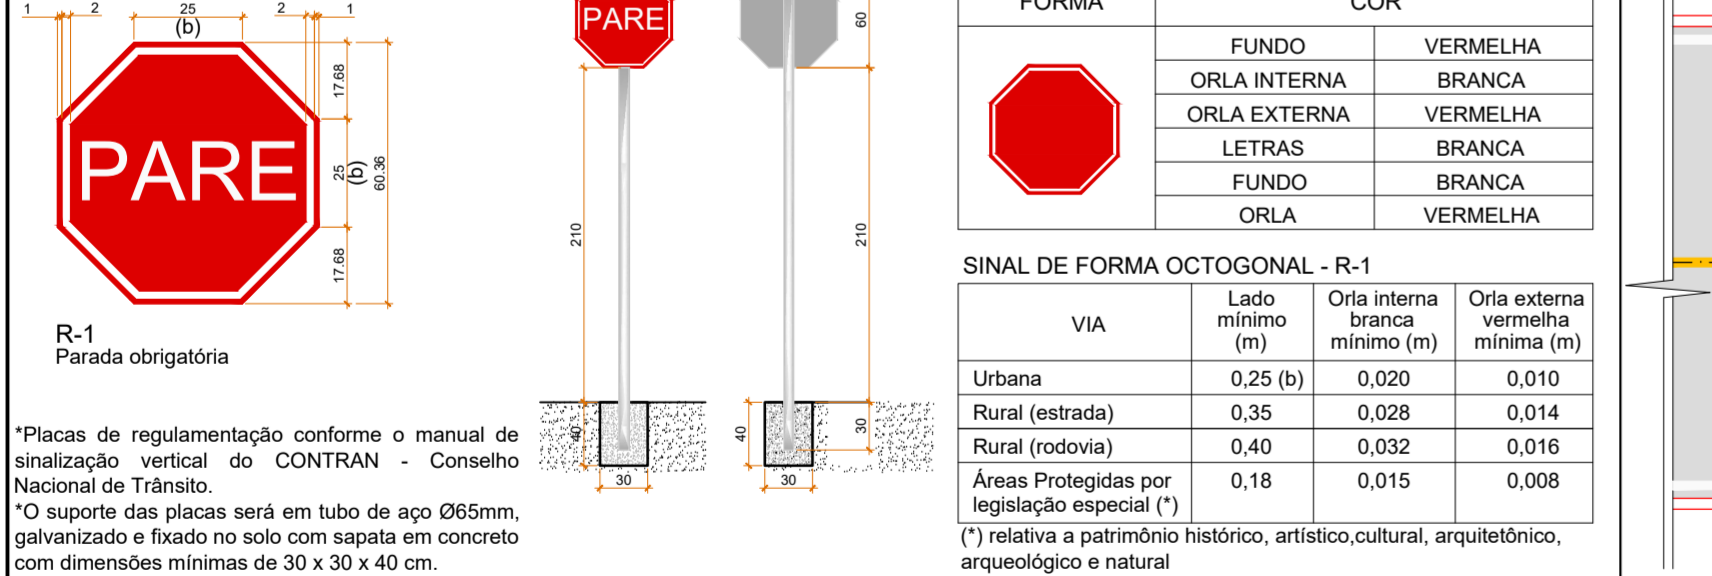 1 2 25 2 1
(b)
PARE
17.68
25
(b)
60.36
17.68
R-1
Parada obrigatória
*Placas de regulamentação conforme o manual de
sinalização vertical do CONTRAN - Conselho
Nacional de Trânsito.
*O suporte das placas será em tubo de aço Ø65mm,
galvanizado e fixado no solo com sapata em concreto
com dimensões mínimas de 30 x 30 x 40 cm.
PARE
210
40
30
60
210
40
30
30
FORMA COR
FUNDO VERMELHA
ORLA INTERNA BRANCA
ORLA EXTERNA VERMELHA
LETRAS BRANCA
FUNDO BRANCA
ORLA VERMELHA
SINAL DE FORMA OCTOGONAL - R-1
VIA
Lado
mínimo
(m)
Orla interna
branca
mínimo (m)
Orla externa
vermelha
mínima (m)
Urbana 0,25 (b) 0,020 0,010
Rural (estrada) 0,35 0,028 0,014
Rural (rodovia) 0,40 0,032 0,016
Áreas Protegidas por
legislação especial (*)
0,18 0,015 0,008
(*) relativa a patrimônio histórico, artístico,cultural, arquitetônico,
arqueológico e natural